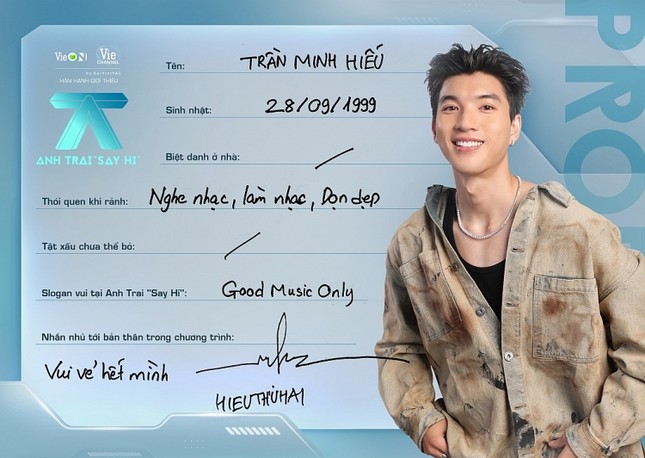 VieON
Vie CHANNEL
HÂN HẠNH GIỚI THIỆU
ANH TRAI "SAY HI"
Tên: TRẦN MINH HIẾU
Sinh nhật: 28/09/1999
Biệt danh ở nhà: /
Thói quen khi rảnh: Nghe nhạc, làm nhạc, Dọn dẹp
Tật xấu chưa thể bỏ: /
Slogan vui tại Anh Trai "Say Hi": Good Music Only
Nhắn nhủ tới bản thân trong chương trình:
Vui vẻ hết mình
HIEUTHUHAI
PRO